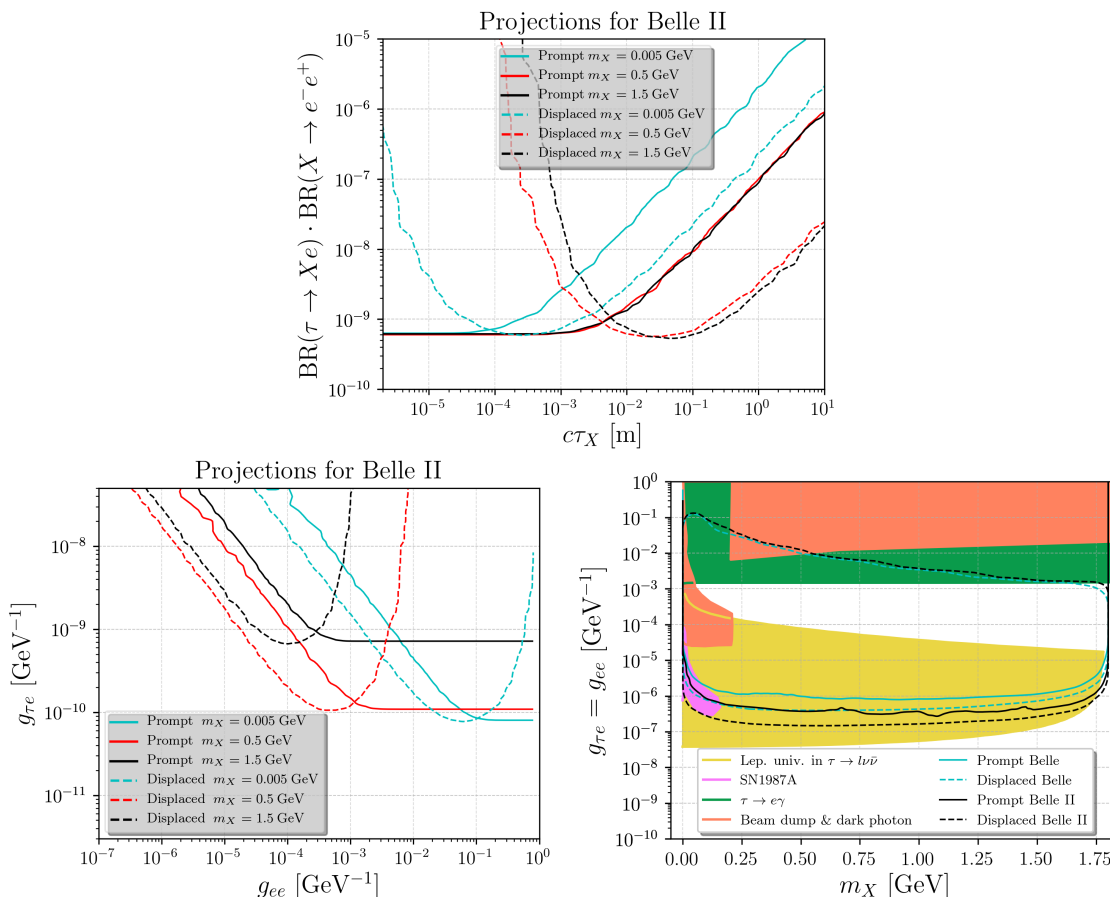 Projections for Belle II
BR(τ → Xe) · BR(X → e⁻e⁺)
10⁻⁵
10⁻⁶
10⁻⁷
10⁻⁸
10⁻⁹
10⁻¹⁰
Prompt m_X = 0.005 GeV
Prompt m_X = 0.5 GeV
Prompt m_X = 1.5 GeV
Displaced m_X = 0.005 GeV
Displaced m_X = 0.5 GeV
Displaced m_X = 1.5 GeV
10⁻⁵ 10⁻⁴ 10⁻³ 10⁻² 10⁻¹ 10⁰ 10¹
cτ_X [m]
Projections for Belle II
g_τe [GeV⁻¹]
10⁻⁸
10⁻⁹
10⁻¹⁰
10⁻¹¹
Prompt m_X = 0.005 GeV
Prompt m_X = 0.5 GeV
Prompt m_X = 1.5 GeV
Displaced m_X = 0.005 GeV
Displaced m_X = 0.5 GeV
Displaced m_X = 1.5 GeV
10⁻⁷ 10⁻⁶ 10⁻⁵ 10⁻⁴ 10⁻³ 10⁻² 10⁻¹ 10⁰
g_ee [GeV⁻¹]
g_τe = g_ee [GeV⁻¹]
10⁰
10⁻¹
10⁻²
10⁻³
10⁻⁴
10⁻⁵
10⁻⁶
10⁻⁷
10⁻⁸
10⁻⁹
10⁻¹⁰
Lep. univ. in τ → lνν̄
SN1987A
τ → eγ
Beam dump & dark photon
Prompt Belle
Displaced Belle
Prompt Belle II
Displaced Belle II
0.00 0.25 0.50 0.75 1.00 1.25 1.50 1.75
m_X [GeV]